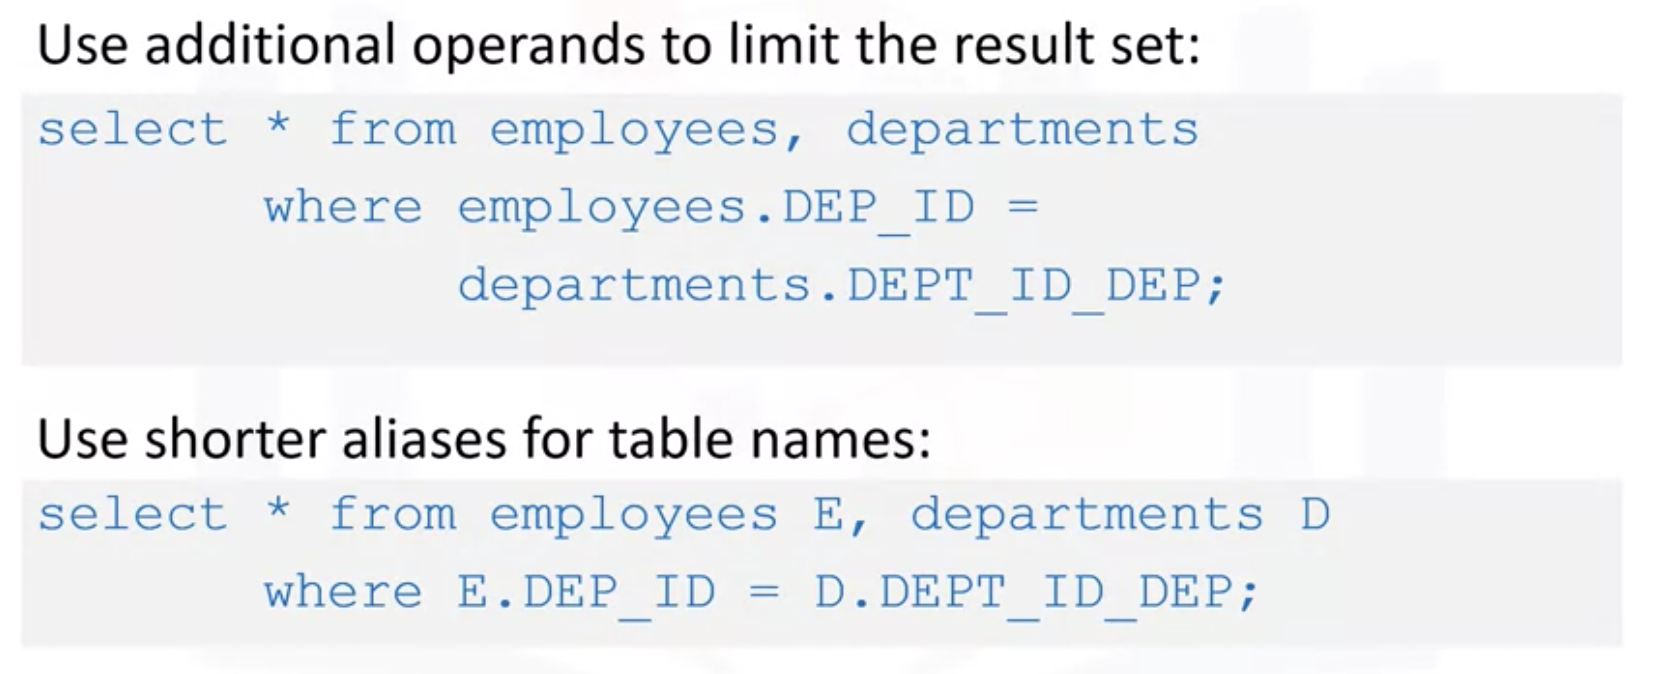 Use additional operands to limit the result set:
select * from employees, departments
where employees.DEP_ID =
departments.DEPT_ID_DEP;
Use shorter aliases for table names:
select * from employees E, departments D
where E.DEP_ID = D.DEPT_ID_DEP;